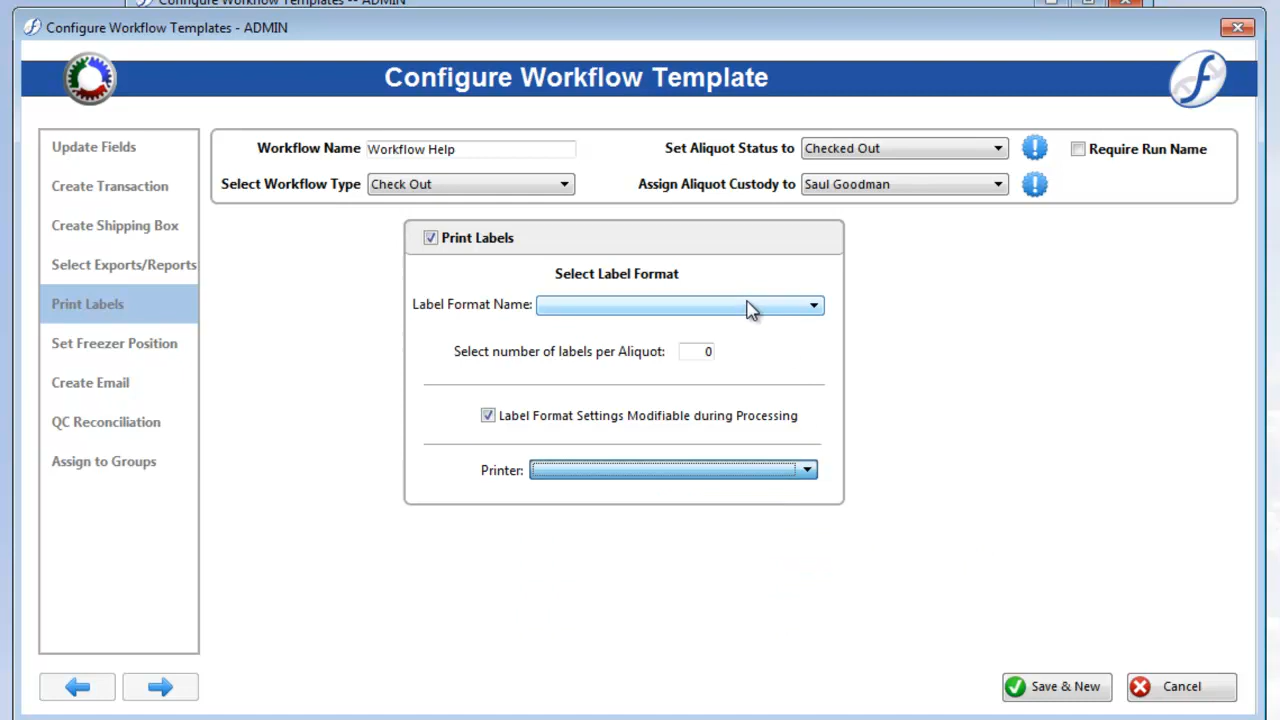 Configure Workflow Templates -- ADMIN
Configure Workflow Templates - ADMIN
Configure Workflow Template
Workflow Name Workflow Help
Set Aliquot Status to Checked Out
Require Run Name
Select Workflow Type Check Out
Assign Aliquot Custody to Saul Goodman
Update Fields
Create Transaction
Create Shipping Box
Select Exports/Reports
Print Labels
Set Freezer Position
Create Email
QC Reconciliation
Assign to Groups
Print Labels
Select Label Format
Label Format Name:
Select number of labels per Aliquot: 0
Label Format Settings Modifiable during Processing
Printer:
Save & New
Cancel